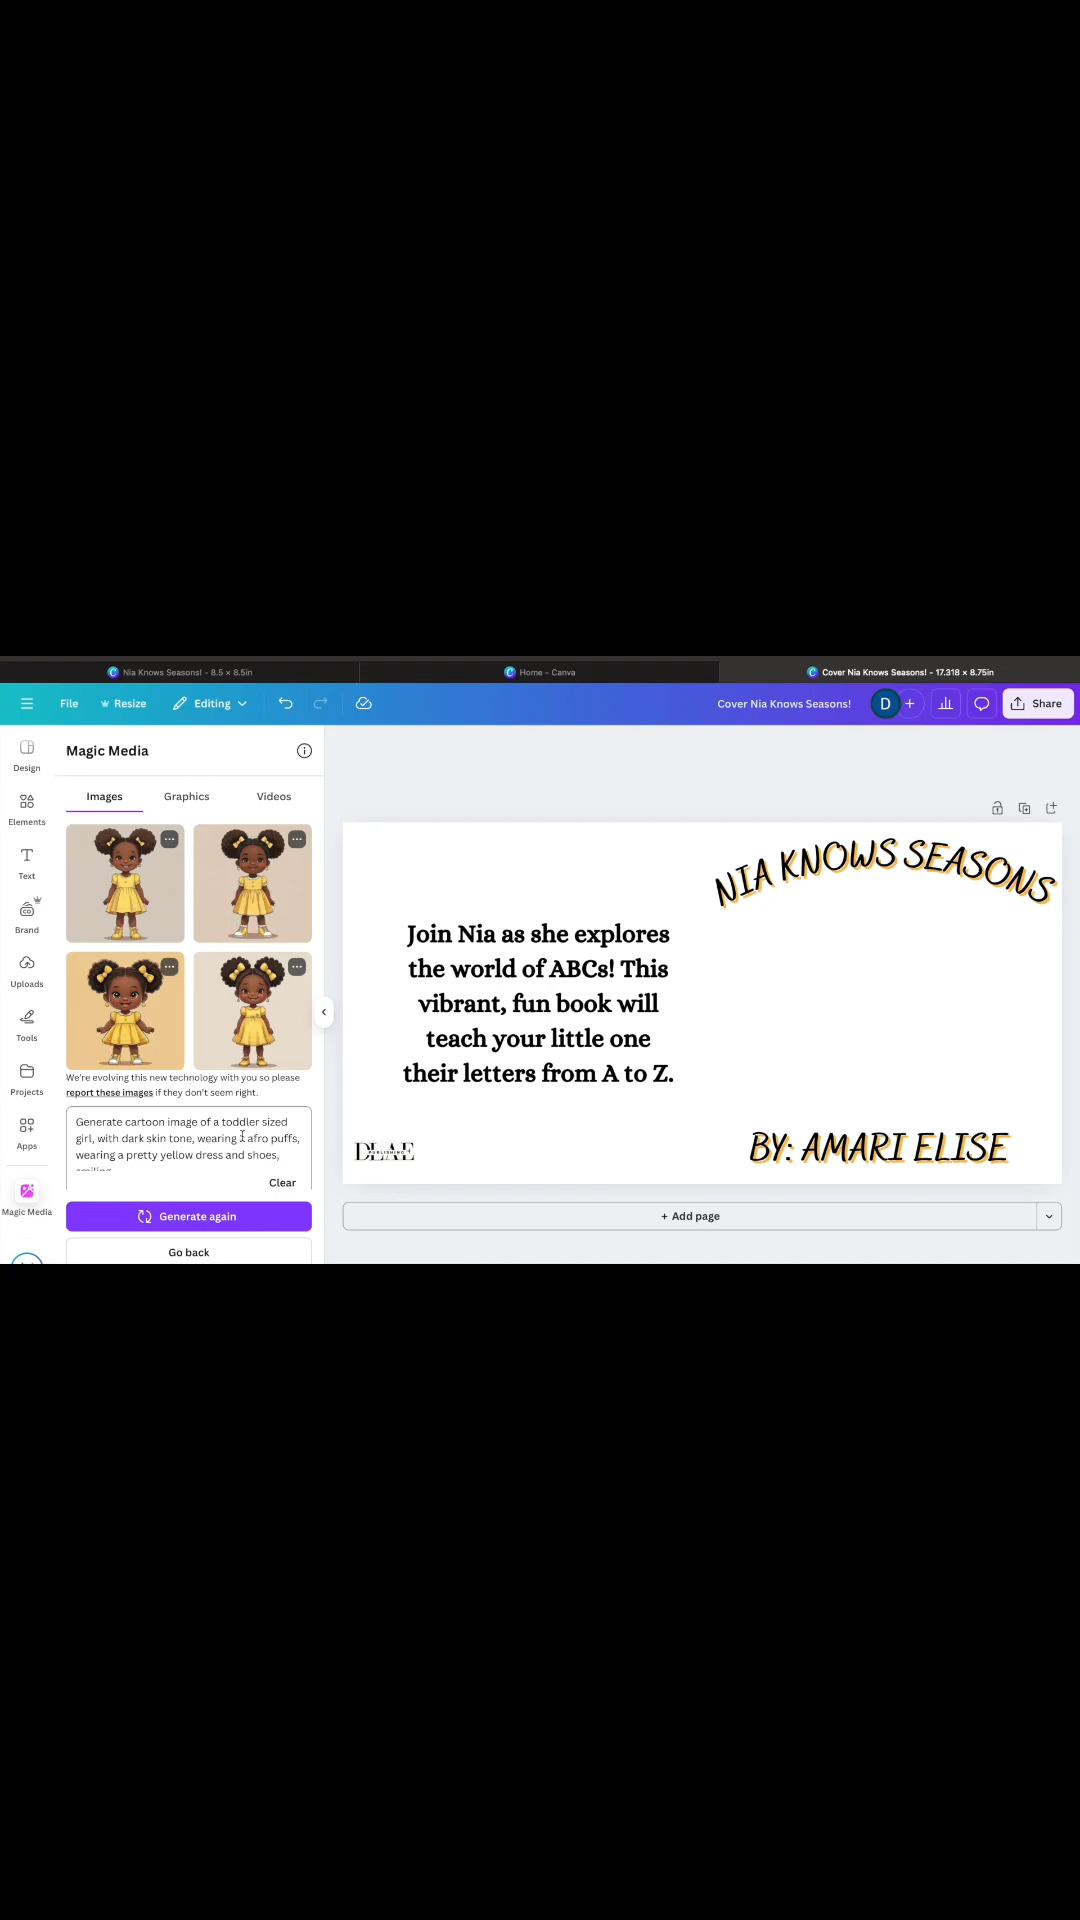 Nia Knows Seasons! - 8.5 × 8.5in
Home - Canva
Cover Nia Knows Seasons! - 17.318 × 8.75in
File
Resize
Editing
Cover Nia Knows Seasons!
D
Share
Design
Elements
Text
Brand
Uploads
Tools
Projects
Apps
Magic Media
Magic Media
Images
Graphics
Videos
We're evolving this new technology with you so please
report these images if they don't seem right.
Generate cartoon image of a toddler sized
girl, with dark skin tone, wearing afro puffs,
wearing a pretty yellow dress and shoes,
smiling
Clear
Generate again
Go back
NIA KNOWS SEASONS
Join Nia as she explores
the world of ABCs! This
vibrant, fun book will
teach your little one
their letters from A to Z.
DLAE
PUBLISHING
BY: AMARI ELISE
+ Add page